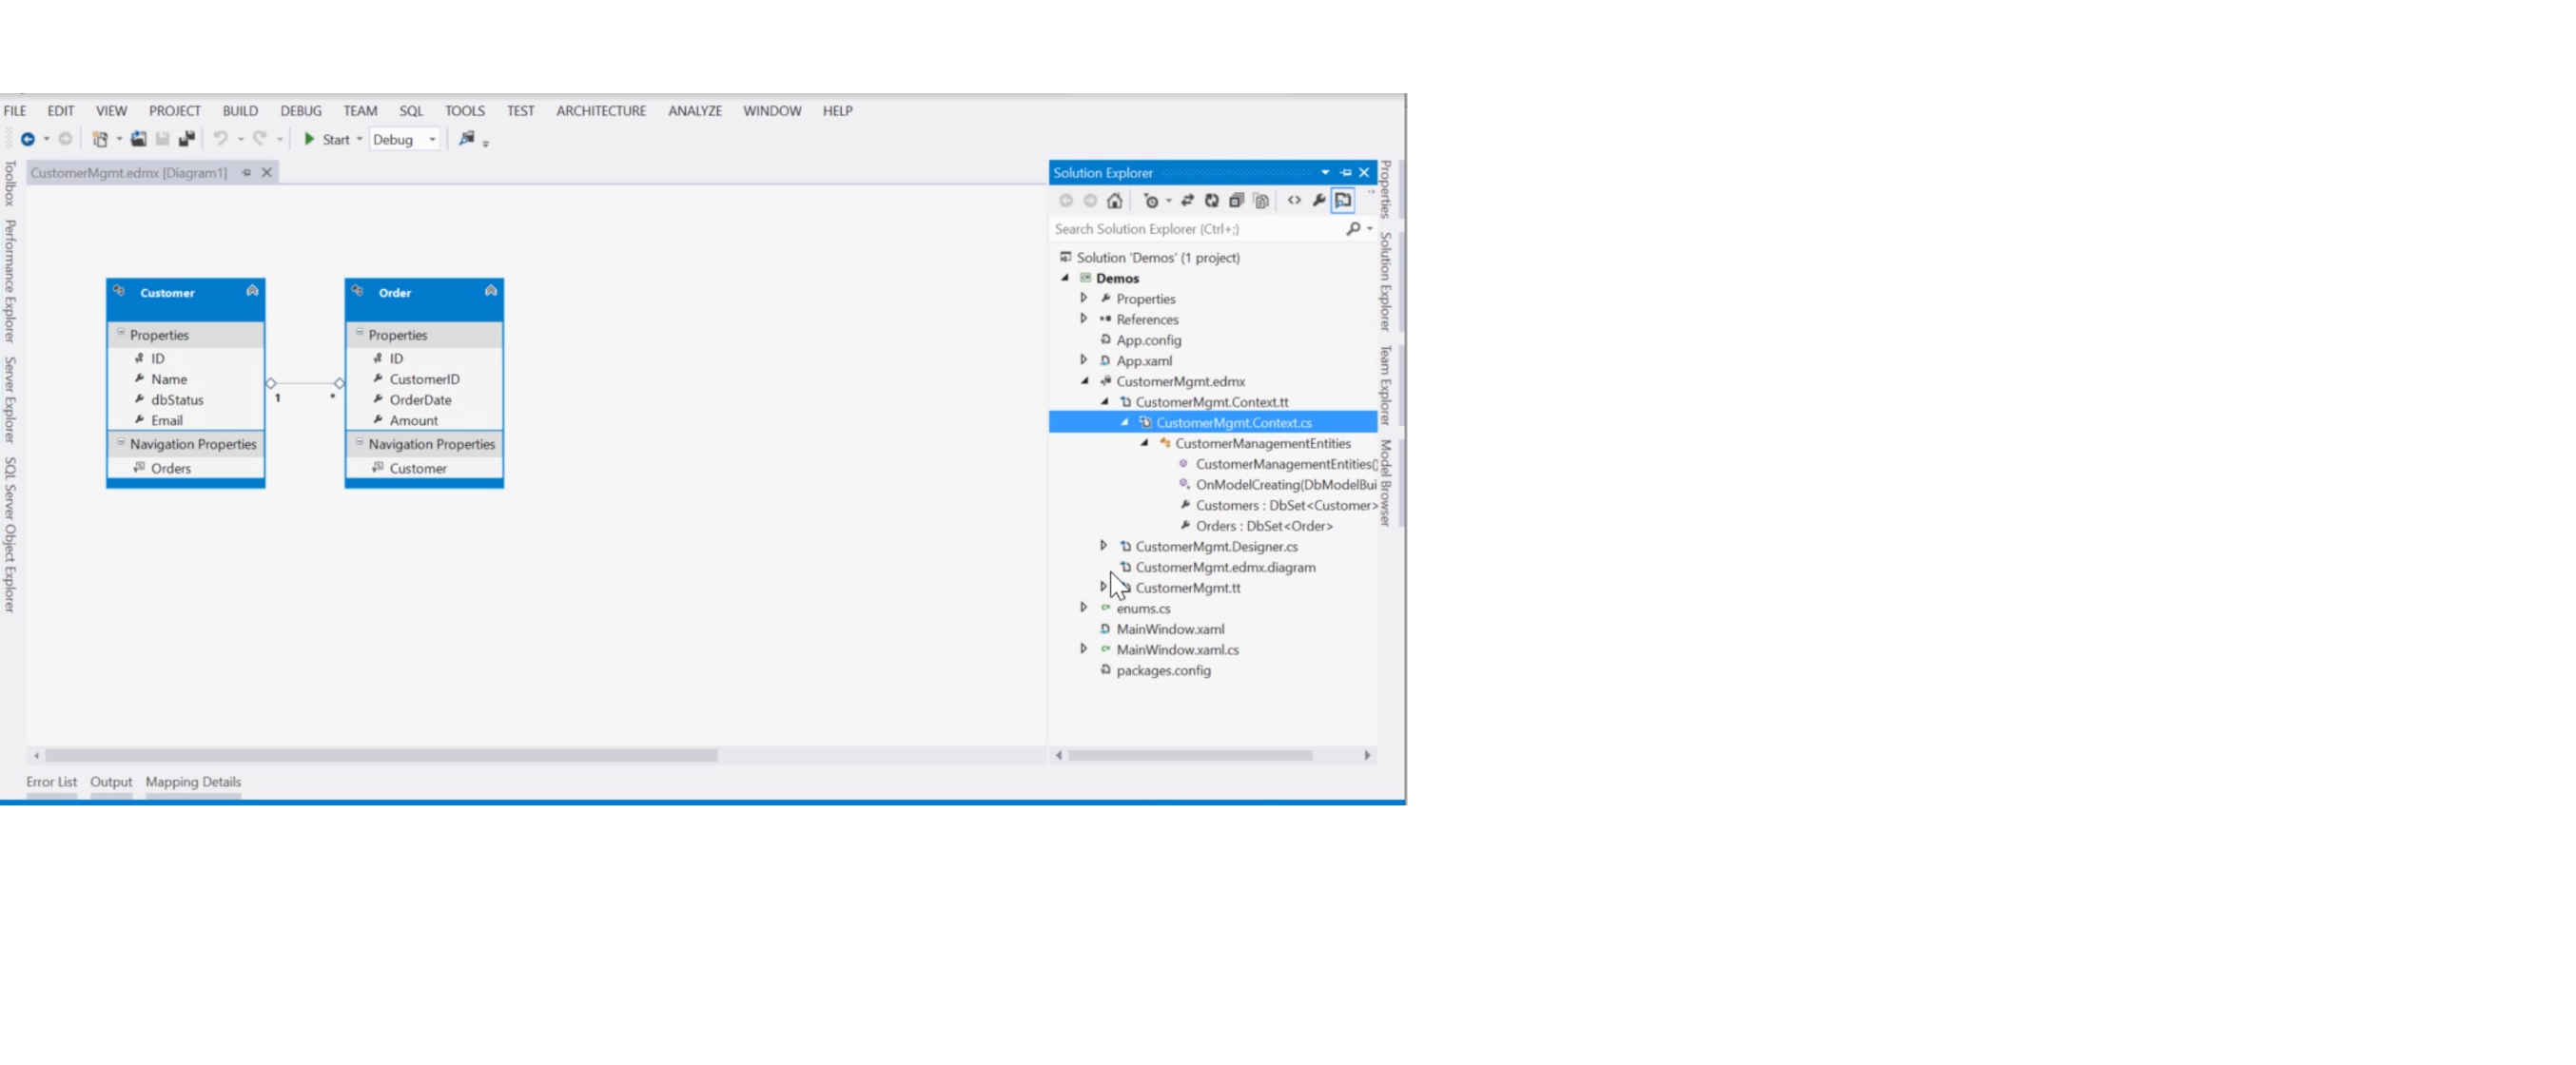 FILE EDIT VIEW PROJECT BUILD DEBUG TEAM SQL TOOLS TEST ARCHITECTURE ANALYZE WINDOW HELP
Start Debug
CustomerMgmt.edmx [Diagram1]
Toolbox
Performance Explorer
Server Explorer
SQL Server Object Explorer
Customer
Properties
ID
Name
dbStatus
Email
Navigation Properties
Orders
1 *
Order
Properties
ID
CustomerID
OrderDate
Amount
Navigation Properties
Customer
Solution Explorer
Search Solution Explorer (Ctrl+;)
Solution 'Demos' (1 project)
Demos
Properties
References
App.config
App.xaml
CustomerMgmt.edmx
CustomerMgmt.Context.tt
CustomerMgmt.Context.cs
CustomerManagementEntities
CustomerManagementEntities(
OnModelCreating(DbModelBui
Customers : DbSet<Customer>
Orders : DbSet<Order>
CustomerMgmt.Designer.cs
CustomerMgmt.edmx.diagram
CustomerMgmt.tt
enums.cs
MainWindow.xaml
MainWindow.xaml.cs
packages.config
Properties
Solution Explorer
Team Explorer
Model Browser
Error List Output Mapping Details